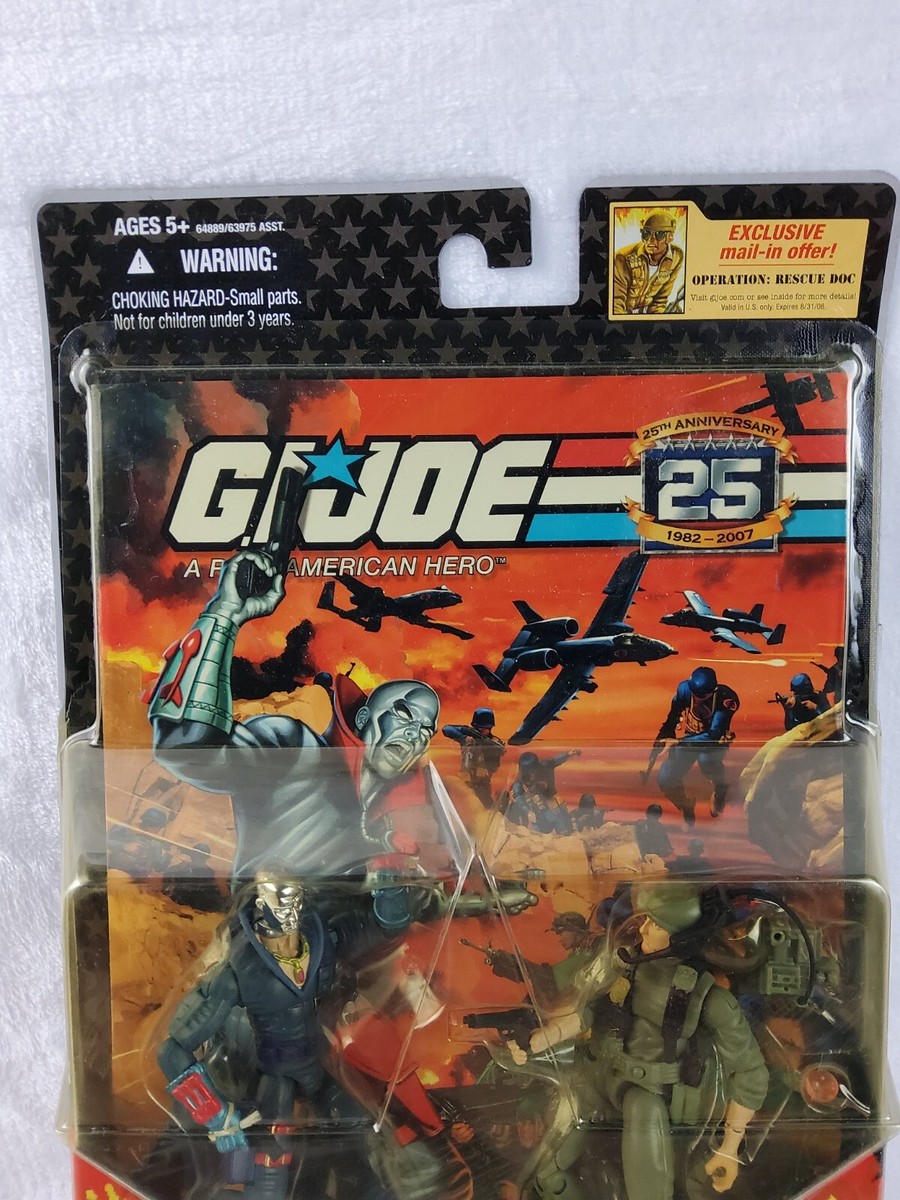 AGES 5+ 64889/63975 ASST.
WARNING:
CHOKING HAZARD-Small parts.
Not for children under 3 years.
EXCLUSIVE
mail-in offer!
OPERATION: RESCUE DOC
Visit gijoe.com or see inside for more details!
Valid in U.S. only. Expires 8/31/08.
G.I.JOE
A AMERICAN HERO™
25TH ANNIVERSARY
25
1982-2007